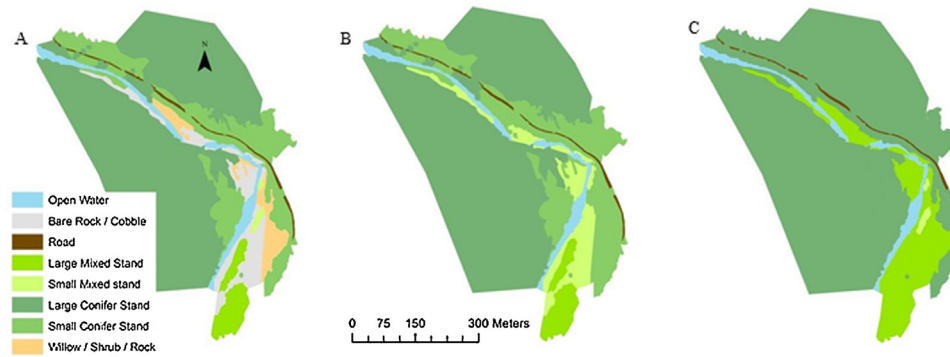 A
N
B
C
Open Water
Bare Rock / Cobble
Road
Large Mixed Stand
Small Mixed stand
Large Conifer Stand
Small Conifer Stand
Willow / Shrub / Rock
0 75 150 300 Meters